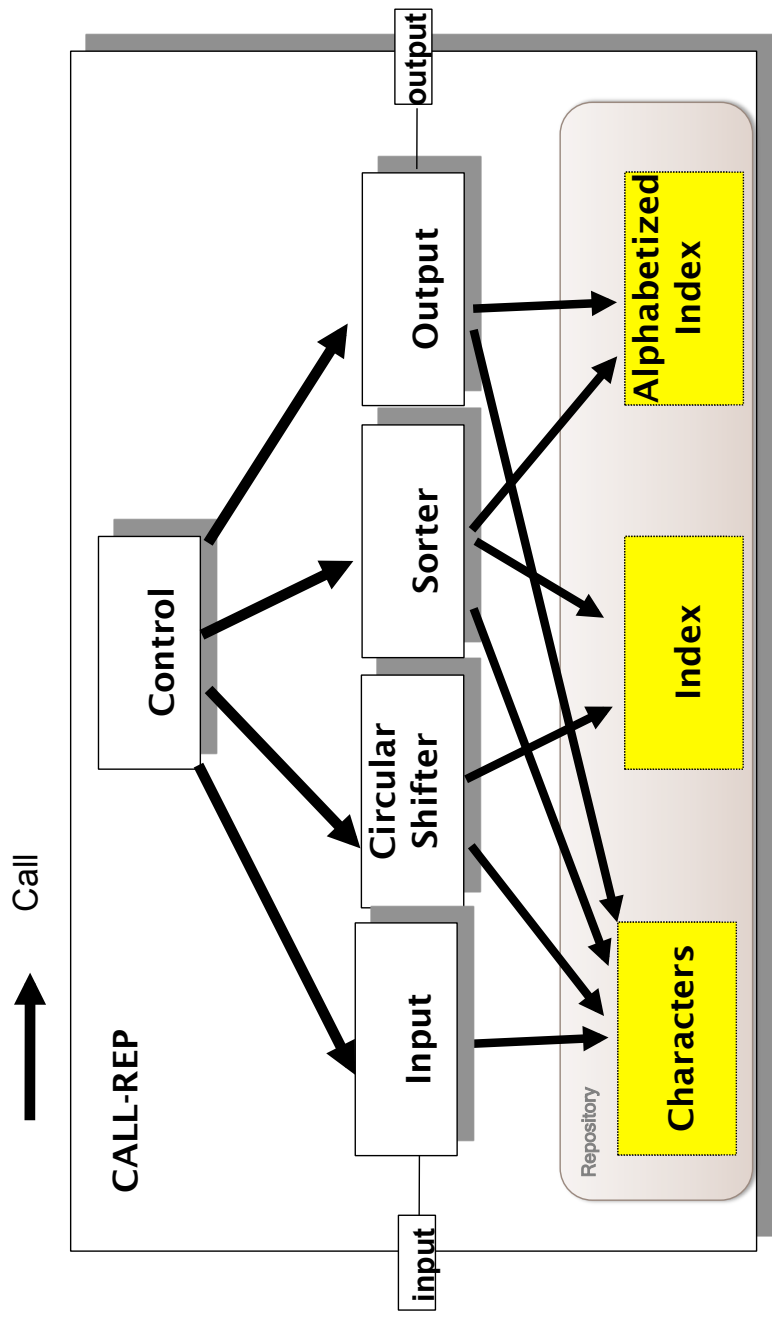 Call
CALL-REP
Control
input
Input
Circular
Shifter
Sorter
Output
output
Repository
Characters
Index
Alphabetized
Index